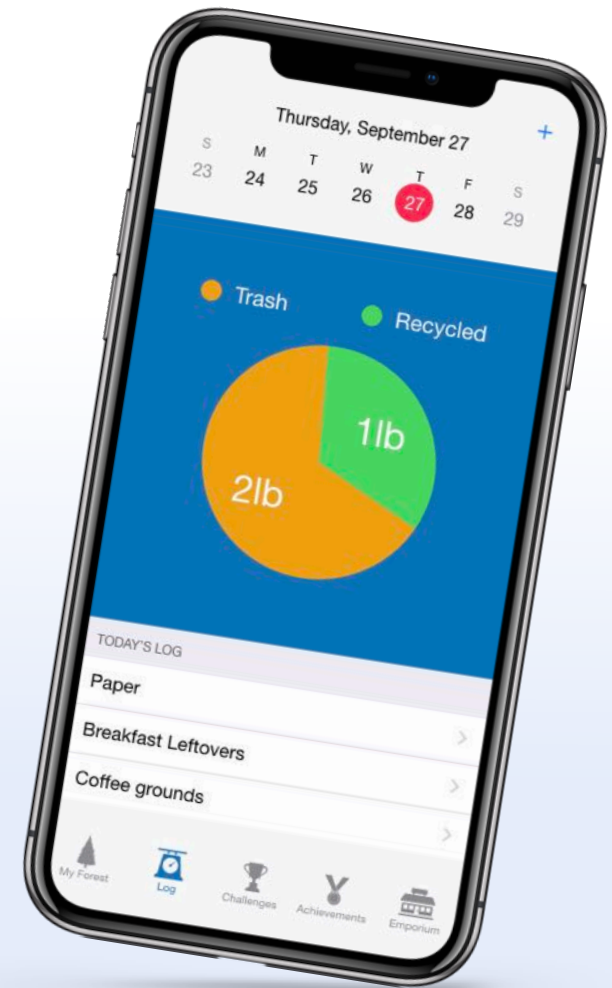 Thursday, September 27
+
S M T W T F S
23 24 25 26 27 28 29
Trash Recycled
1lb
2lb
TODAY'S LOG
Paper
Breakfast Leftovers
Coffee grounds
My Forest Log Challenges Achievements Emporium